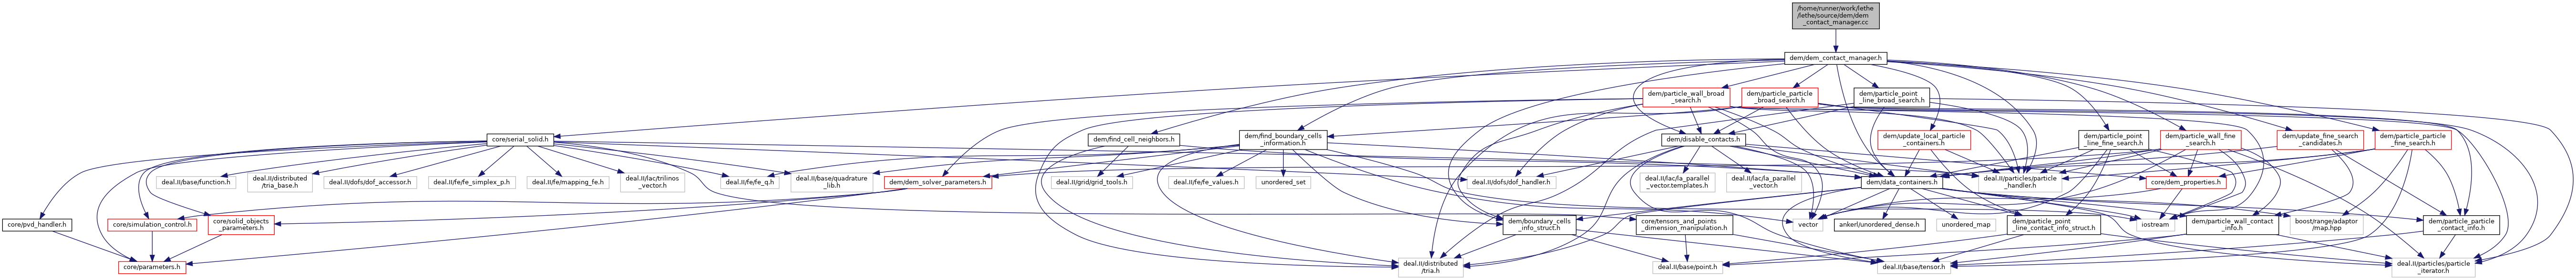 /home/runner/work/lethe
/lethe/source/dem/dem
_contact_manager.cc
dem/dem_contact_manager.h
dem/particle_wall_broad
_search.h
dem/particle_particle
_broad_search.h
dem/particle_point
_line_broad_search.h
core/serial_solid.h
dem/find_cell_neighbors.h
dem/find_boundary_cells
_information.h
dem/disable_contacts.h
dem/update_local_particle
_containers.h
dem/particle_point
_line_fine_search.h
dem/particle_wall_fine
_search.h
dem/update_fine_search
_candidates.h
dem/particle_particle
_fine_search.h
deal.II/base/function.h
deal.II/distributed
/tria_base.h
deal.II/dofs/dof_accessor.h
deal.II/fe/fe_simplex_p.h
deal.II/fe/mapping_fe.h
deal.II/lac/trilinos
_vector.h
deal.II/fe/fe_q.h
deal.II/base/quadrature
_lib.h
dem/dem_solver_parameters.h
deal.II/grid/grid_tools.h
deal.II/fe/fe_values.h
unordered_set
deal.II/dofs/dof_handler.h
deal.II/lac/la_parallel
_vector.templates.h
deal.II/lac/la_parallel
_vector.h
dem/data_containers.h
deal.II/particles/particle
_handler.h
core/dem_properties.h
core/pvd_handler.h
core/simulation_control.h
core/solid_objects
_parameters.h
dem/boundary_cells
_info_struct.h
core/tensors_and_points
_dimension_manipulation.h
vector
ankerl/unordered_dense.h
unordered_map
dem/particle_point
_line_contact_info_struct.h
iostream
dem/particle_wall_contact
_info.h
boost/range/adaptor
/map.hpp
dem/particle_particle
_contact_info.h
core/parameters.h
deal.II/distributed
/tria.h
deal.II/base/point.h
deal.II/base/tensor.h
deal.II/particles/particle
_iterator.h